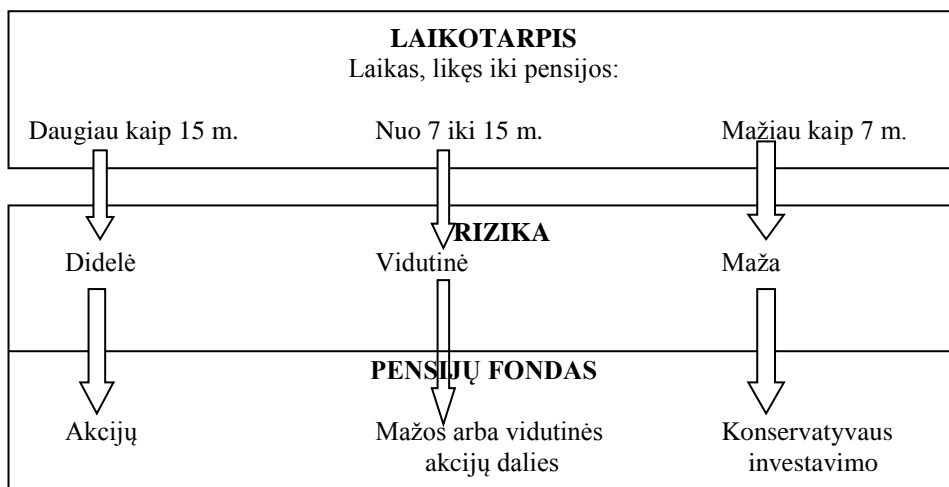 LAIKOTARPIS
Laikas, likęs iki pensijos:
Daugiau kaip 15 m. Nuo 7 iki 15 m. Mažiau kaip 7 m.
RIZIKA
Didelė Vidutinė Maža
PENSIJŲ FONDAS
Akcijų Mažos arba vidutinės Konservatyvaus
akcijų dalies investavimo